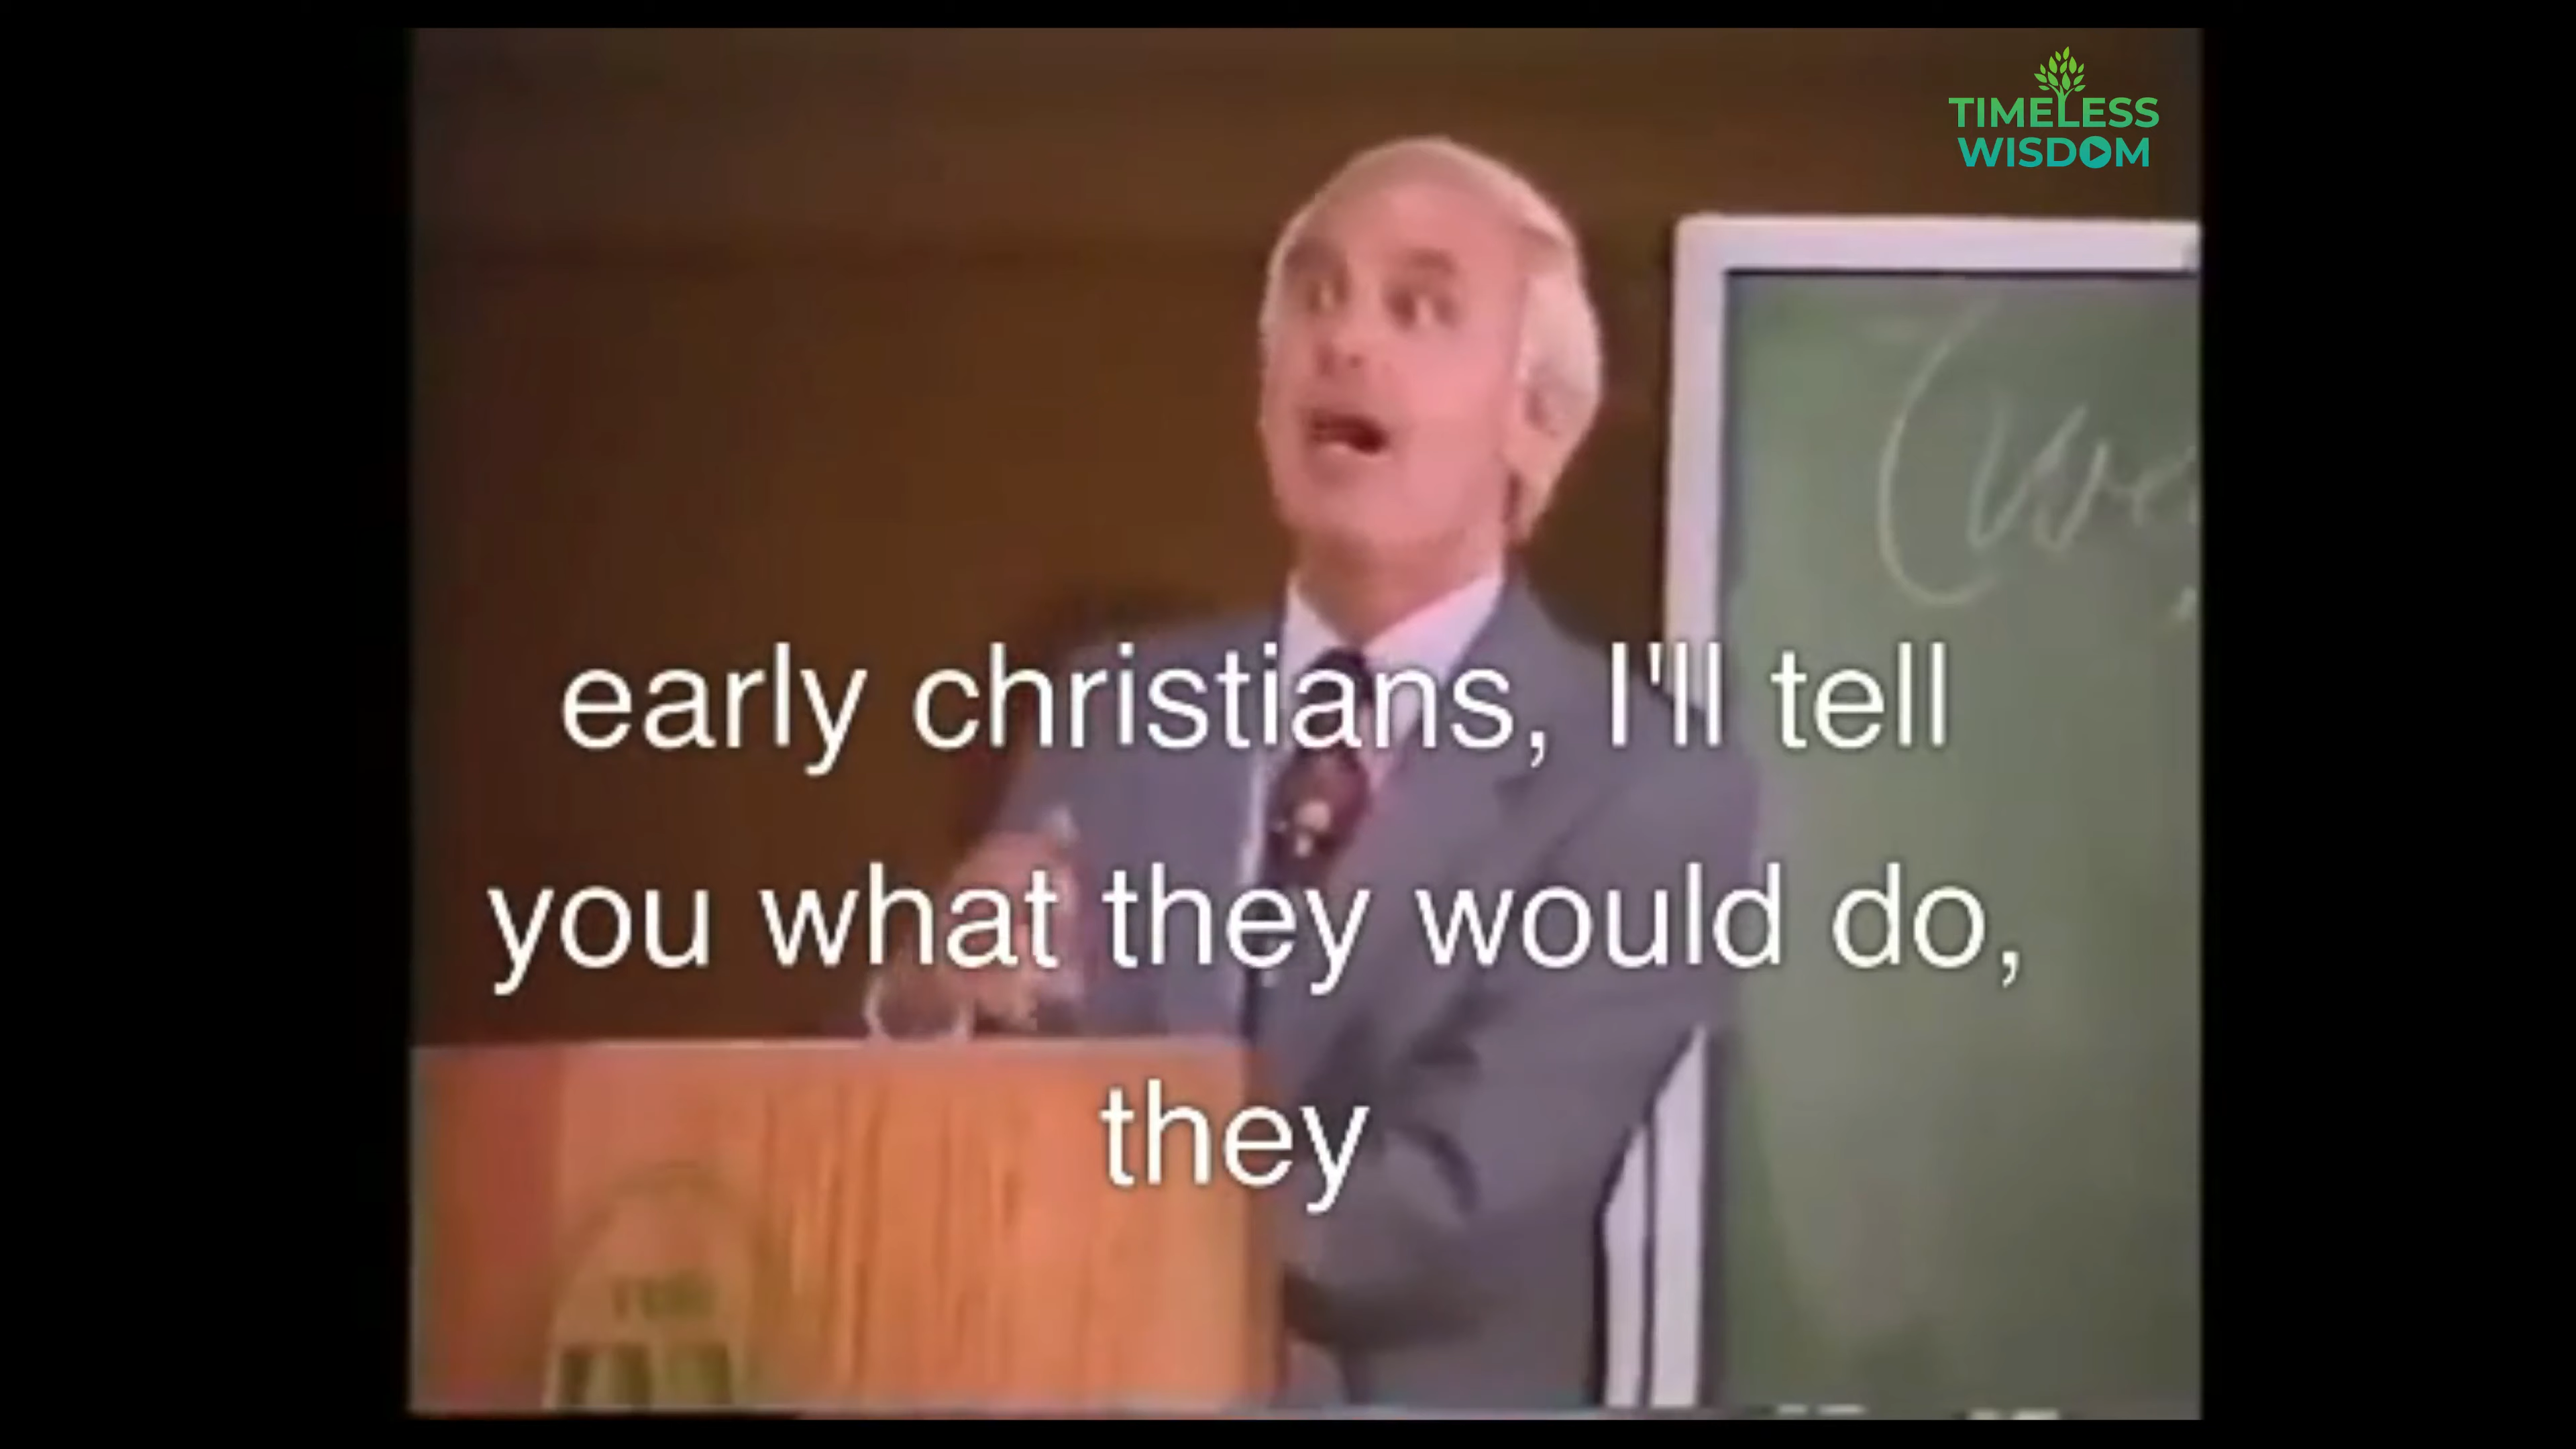 TIMELESS
WISDOM
early christians, I'll tell
you what they would do,
they